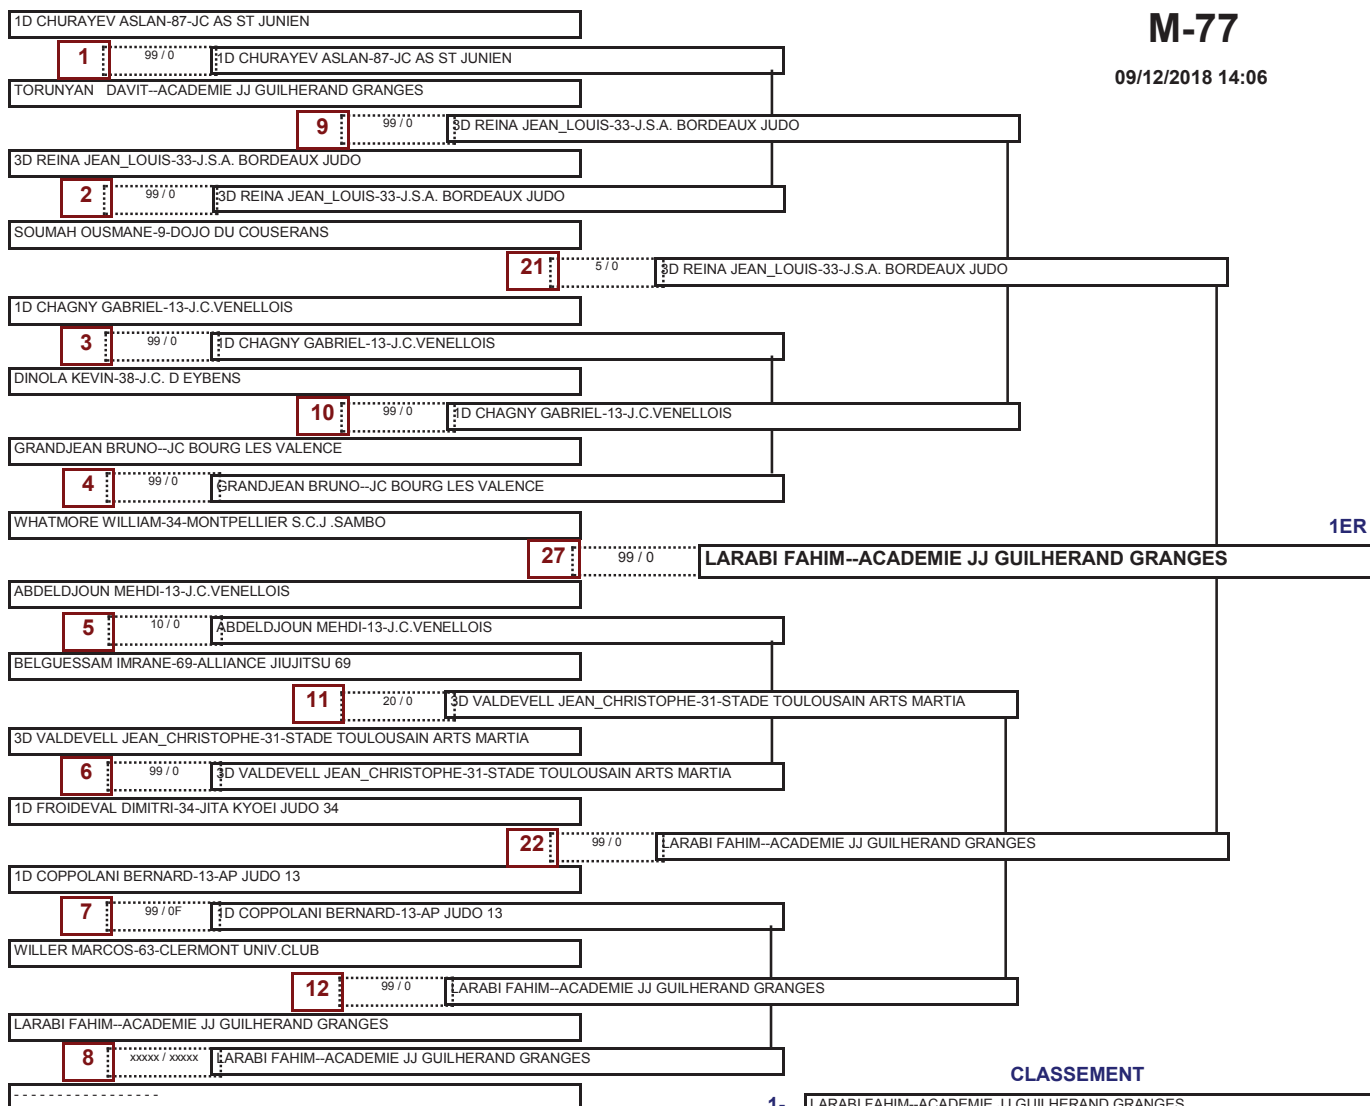 1D CHURAYEV ASLAN-87-JC AS ST JUNIEN
M-77
1 99 / 0 1D CHURAYEV ASLAN-87-JC AS ST JUNIEN
09/12/2018 14:06
TORUNYAN DAVIT--ACADEMIE JJ GUILHERAND GRANGES
9 99 / 0 3D REINA JEAN_LOUIS-33-J.S.A. BORDEAUX JUDO
3D REINA JEAN_LOUIS-33-J.S.A. BORDEAUX JUDO
2 99 / 0 3D REINA JEAN_LOUIS-33-J.S.A. BORDEAUX JUDO
SOUMAH OUSMANE-9-DOJO DU COUSERANS
21 5 / 0 3D REINA JEAN_LOUIS-33-J.S.A. BORDEAUX JUDO
1D CHAGNY GABRIEL-13-J.C.VENELLOIS
3 99 / 0 1D CHAGNY GABRIEL-13-J.C.VENELLOIS
DINOLA KEVIN-38-J.C. D EYBENS
10 99 / 0 1D CHAGNY GABRIEL-13-J.C.VENELLOIS
GRANDJEAN BRUNO--JC BOURG LES VALENCE
4 99 / 0 GRANDJEAN BRUNO--JC BOURG LES VALENCE
WHATMORE WILLIAM-34-MONTPELLIER S.C.J .SAMBO
1ER
27 99 / 0 LARABI FAHIM--ACADEMIE JJ GUILHERAND GRANGES
ABDELDJOUN MEHDI-13-J.C.VENELLOIS
5 10 / 0 ABDELDJOUN MEHDI-13-J.C.VENELLOIS
BELGUESSAM IMRANE-69-ALLIANCE JIUJITSU 69
11 20 / 0 3D VALDEVELL JEAN_CHRISTOPHE-31-STADE TOULOUSAIN ARTS MARTIA
3D VALDEVELL JEAN_CHRISTOPHE-31-STADE TOULOUSAIN ARTS MARTIA
6 99 / 0 3D VALDEVELL JEAN_CHRISTOPHE-31-STADE TOULOUSAIN ARTS MARTIA
1D FROIDEVAL DIMITRI-34-JITA KYOEI JUDO 34
22 99 / 0 LARABI FAHIM--ACADEMIE JJ GUILHERAND GRANGES
1D COPPOLANI BERNARD-13-AP JUDO 13
7 99 / 0F 1D COPPOLANI BERNARD-13-AP JUDO 13
WILLER MARCOS-63-CLERMONT UNIV.CLUB
12 99 / 0 LARABI FAHIM--ACADEMIE JJ GUILHERAND GRANGES
LARABI FAHIM--ACADEMIE JJ GUILHERAND GRANGES
8 xxxxx / xxxxx LARABI FAHIM--ACADEMIE JJ GUILHERAND GRANGES
CLASSEMENT
- - - - - - - - - - - - - - - - -
1- LARABI FAHIM--ACADEMIE JJ GUILHERAND GRANGES